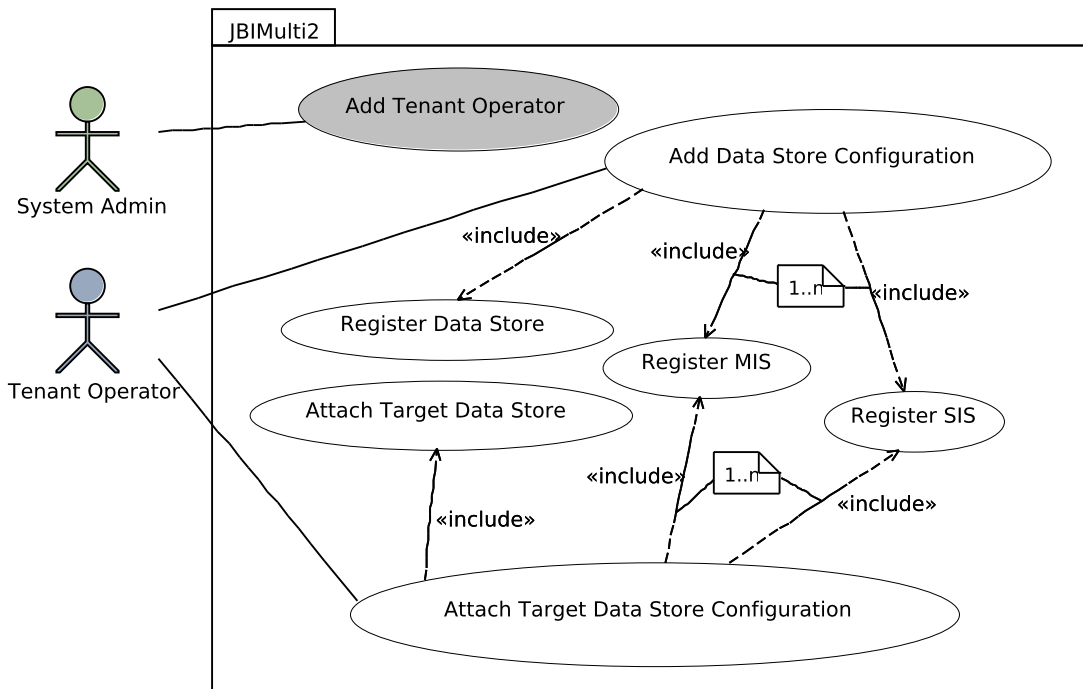 JBIMulti2
Add Tenant Operator
Add Data Store Configuration
System Admin
«include»
«include»
1..n
«include»
Register Data Store
Register MIS
Tenant Operator
Attach Target Data Store
Register SIS
«include»
1..n
«include»
«include»
Attach Target Data Store Configuration